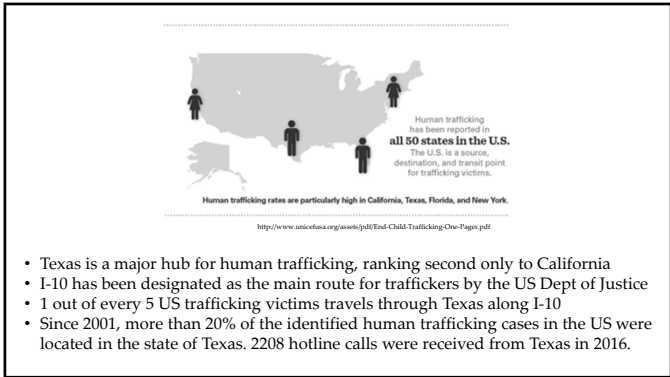 Human trafficking
has been reported in
all 50 states in the U.S.
The U.S. is a source,
destination, and transit point
for trafficking victims.
Human trafficking rates are particularly high in California, Texas, Florida, and New York.
http://www.unicefusa.org/assets/pdf/End-Child-Trafficking-One-Pager.pdf
• Texas is a major hub for human trafficking, ranking second only to California
• I-10 has been designated as the main route for traffickers by the US Dept of Justice
• 1 out of every 5 US trafficking victims travels through Texas along I-10
• Since 2001, more than 20% of the identified human trafficking cases in the US were
located in the state of Texas. 2208 hotline calls were received from Texas in 2016.